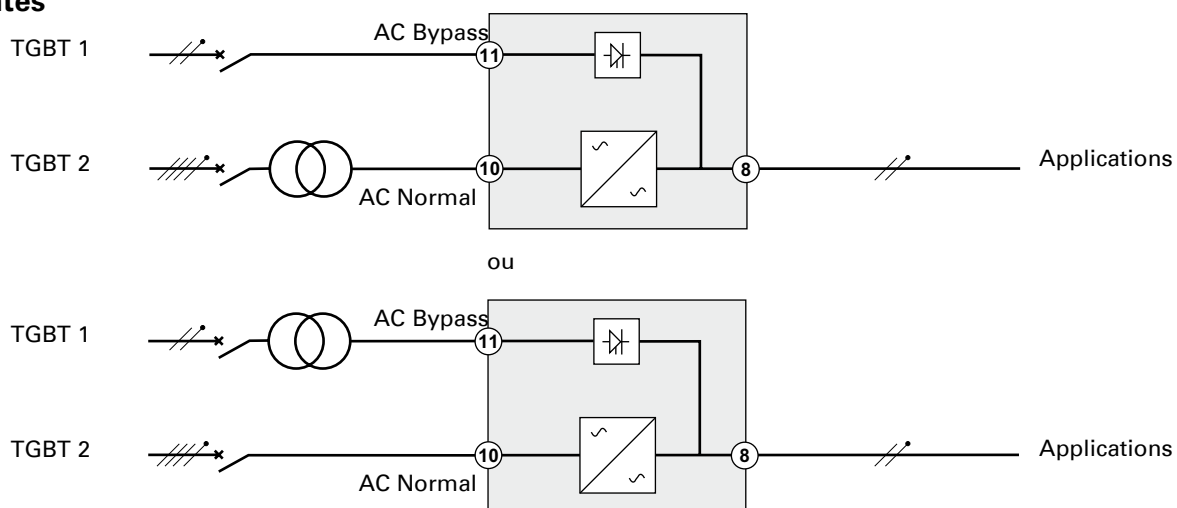 TGBT 1
AC Bypass
11
TGBT 2
10
8
Applications
AC Normal
ou
TGBT 1
AC Bypass
11
TGBT 2
10
8
Applications
AC Normal